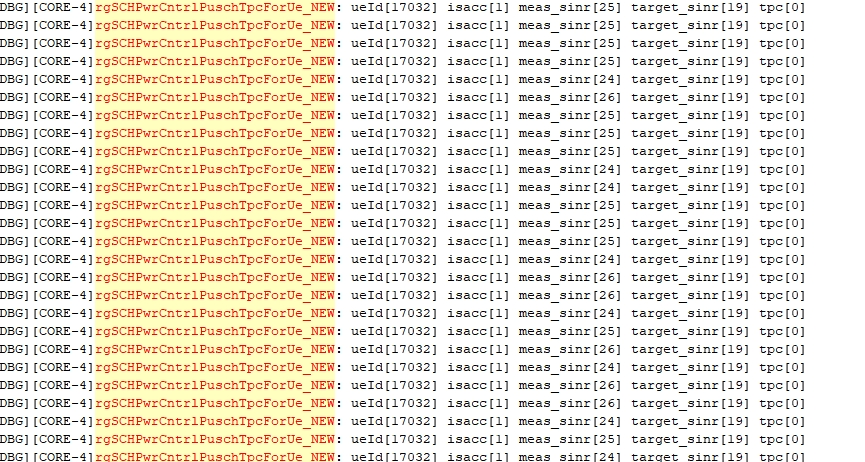 DBG][CORE-4]rgSCHPwrCntrlPuschTpcForUe_NEW: ueId[17032] isacc[1] meas_sinr[25] target_sinr[19] tpc[0]
DBG][CORE-4]rgSCHPwrCntrlPuschTpcForUe_NEW: ueId[17032] isacc[1] meas_sinr[25] target_sinr[19] tpc[0]
DBG][CORE-4]rgSCHPwrCntrlPuschTpcForUe_NEW: ueId[17032] isacc[1] meas_sinr[25] target_sinr[19] tpc[0]
DBG][CORE-4]rgSCHPwrCntrlPuschTpcForUe_NEW: ueId[17032] isacc[1] meas_sinr[25] target_sinr[19] tpc[0]
DBG][CORE-4]rgSCHPwrCntrlPuschTpcForUe_NEW: ueId[17032] isacc[1] meas_sinr[24] target_sinr[19] tpc[0]
DBG][CORE-4]rgSCHPwrCntrlPuschTpcForUe_NEW: ueId[17032] isacc[1] meas_sinr[26] target_sinr[19] tpc[0]
DBG][CORE-4]rgSCHPwrCntrlPuschTpcForUe_NEW: ueId[17032] isacc[1] meas_sinr[25] target_sinr[19] tpc[0]
DBG][CORE-4]rgSCHPwrCntrlPuschTpcForUe_NEW: ueId[17032] isacc[1] meas_sinr[25] target_sinr[19] tpc[0]
DBG][CORE-4]rgSCHPwrCntrlPuschTpcForUe_NEW: ueId[17032] isacc[1] meas_sinr[25] target_sinr[19] tpc[0]
DBG][CORE-4]rgSCHPwrCntrlPuschTpcForUe_NEW: ueId[17032] isacc[1] meas_sinr[24] target_sinr[19] tpc[0]
DBG][CORE-4]rgSCHPwrCntrlPuschTpcForUe_NEW: ueId[17032] isacc[1] meas_sinr[24] target_sinr[19] tpc[0]
DBG][CORE-4]rgSCHPwrCntrlPuschTpcForUe_NEW: ueId[17032] isacc[1] meas_sinr[25] target_sinr[19] tpc[0]
DBG][CORE-4]rgSCHPwrCntrlPuschTpcForUe_NEW: ueId[17032] isacc[1] meas_sinr[25] target_sinr[19] tpc[0]
DBG][CORE-4]rgSCHPwrCntrlPuschTpcForUe_NEW: ueId[17032] isacc[1] meas_sinr[25] target_sinr[19] tpc[0]
DBG][CORE-4]rgSCHPwrCntrlPuschTpcForUe_NEW: ueId[17032] isacc[1] meas_sinr[24] target_sinr[19] tpc[0]
DBG][CORE-4]rgSCHPwrCntrlPuschTpcForUe_NEW: ueId[17032] isacc[1] meas_sinr[26] target_sinr[19] tpc[0]
DBG][CORE-4]rgSCHPwrCntrlPuschTpcForUe_NEW: ueId[17032] isacc[1] meas_sinr[26] target_sinr[19] tpc[0]
DBG][CORE-4]rgSCHPwrCntrlPuschTpcForUe_NEW: ueId[17032] isacc[1] meas_sinr[24] target_sinr[19] tpc[0]
DBG][CORE-4]rgSCHPwrCntrlPuschTpcForUe_NEW: ueId[17032] isacc[1] meas_sinr[25] target_sinr[19] tpc[0]
DBG][CORE-4]rgSCHPwrCntrlPuschTpcForUe_NEW: ueId[17032] isacc[1] meas_sinr[26] target_sinr[19] tpc[0]
DBG][CORE-4]rgSCHPwrCntrlPuschTpcForUe_NEW: ueId[17032] isacc[1] meas_sinr[24] target_sinr[19] tpc[0]
DBG][CORE-4]rgSCHPwrCntrlPuschTpcForUe_NEW: ueId[17032] isacc[1] meas_sinr[26] target_sinr[19] tpc[0]
DBG][CORE-4]rgSCHPwrCntrlPuschTpcForUe_NEW: ueId[17032] isacc[1] meas_sinr[26] target_sinr[19] tpc[0]
DBG][CORE-4]rgSCHPwrCntrlPuschTpcForUe_NEW: ueId[17032] isacc[1] meas_sinr[24] target_sinr[19] tpc[0]
DBG][CORE-4]rgSCHPwrCntrlPuschTpcForUe_NEW: ueId[17032] isacc[1] meas_sinr[25] target_sinr[19] tpc[0]
DBG][CORE-4]rgSCHPwrCntrlPuschTpcForUe_NEW: ueId[17032] isacc[1] meas_sinr[24] target_sinr[19] tpc[0]